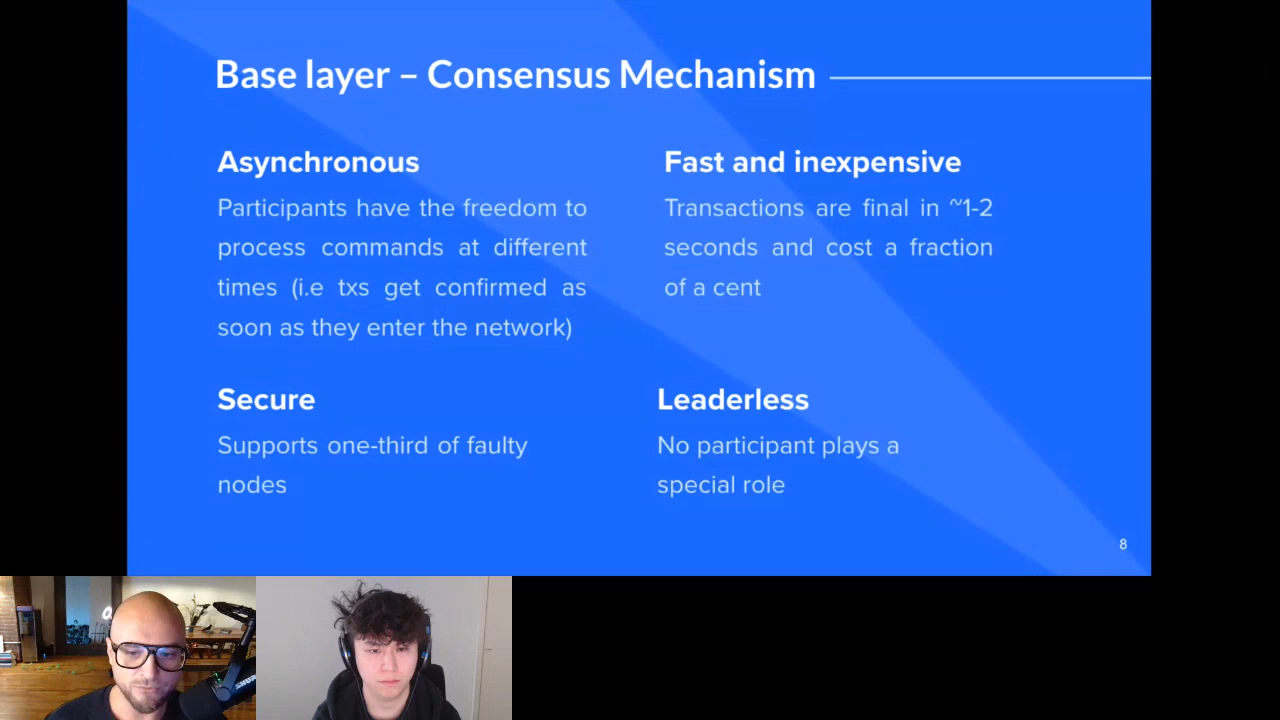 Base layer – Consensus Mechanism
Asynchronous
Participants have the freedom to
process commands at different
times (i.e txs get confirmed as
soon as they enter the network)
Fast and inexpensive
Transactions are final in ~1-2
seconds and cost a fraction
of a cent
Secure
Supports one-third of faulty
nodes
Leaderless
No participant plays a
special role
8
SHURE